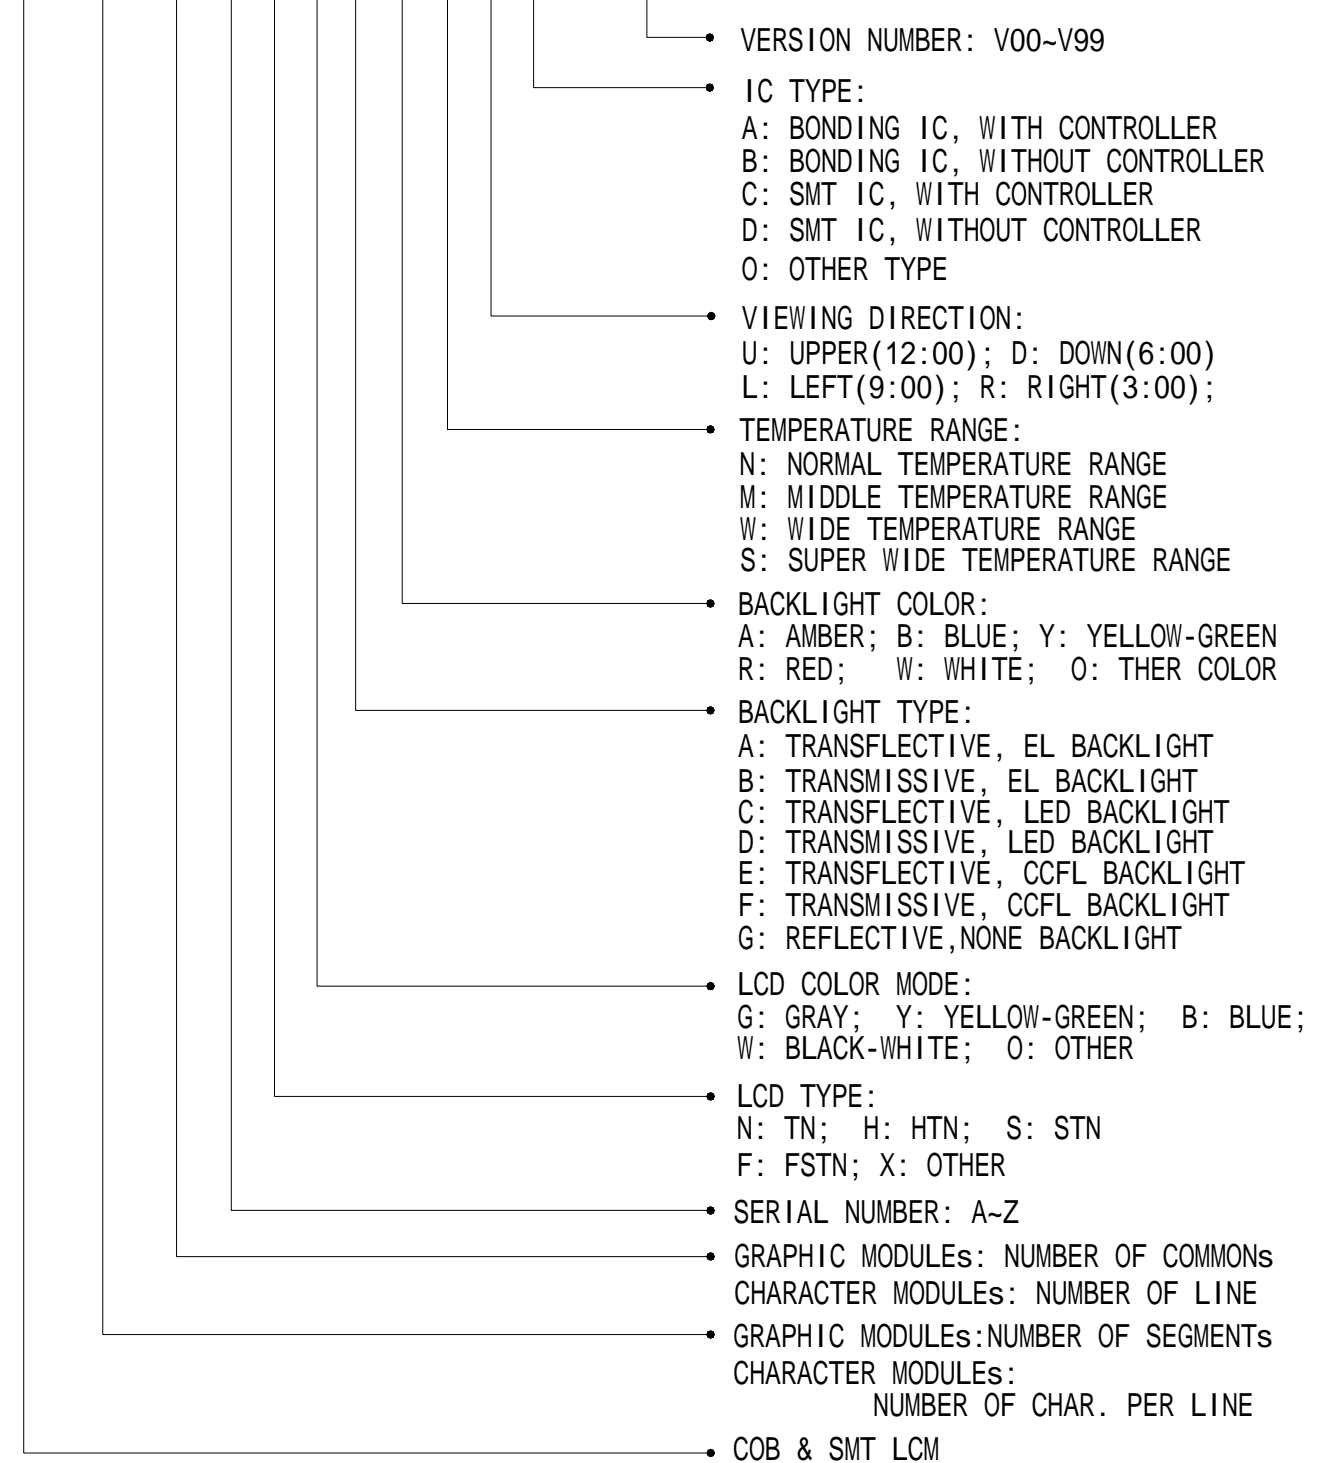 VERSION NUMBER: V00~V99
IC TYPE:
A: BONDING IC, WITH CONTROLLER
B: BONDING IC, WITHOUT CONTROLLER
C: SMT IC, WITH CONTROLLER
D: SMT IC, WITHOUT CONTROLLER
O: OTHER TYPE
VIEWING DIRECTION:
U: UPPER(12:00); D: DOWN(6:00)
L: LEFT(9:00); R: RIGHT(3:00);
TEMPERATURE RANGE:
N: NORMAL TEMPERATURE RANGE
M: MIDDLE TEMPERATURE RANGE
W: WIDE TEMPERATURE RANGE
S: SUPER WIDE TEMPERATURE RANGE
BACKLIGHT COLOR:
A: AMBER; B: BLUE; Y: YELLOW-GREEN
R: RED; W: WHITE; O: THER COLOR
BACKLIGHT TYPE:
A: TRANSFLECTIVE, EL BACKLIGHT
B: TRANSMISSIVE, EL BACKLIGHT
C: TRANSFLECTIVE, LED BACKLIGHT
D: TRANSMISSIVE, LED BACKLIGHT
E: TRANSFLECTIVE, CCFL BACKLIGHT
F: TRANSMISSIVE, CCFL BACKLIGHT
G: REFLECTIVE,NONE BACKLIGHT
LCD COLOR MODE:
G: GRAY; Y: YELLOW-GREEN; B: BLUE;
W: BLACK-WHITE; O: OTHER
LCD TYPE:
N: TN; H: HTN; S: STN
F: FSTN; X: OTHER
SERIAL NUMBER: A~Z
GRAPHIC MODULEs: NUMBER OF COMMONs
CHARACTER MODULEs: NUMBER OF LINE
GRAPHIC MODULEs:NUMBER OF SEGMENTs
CHARACTER MODULEs:
NUMBER OF CHAR. PER LINE
COB & SMT LCM